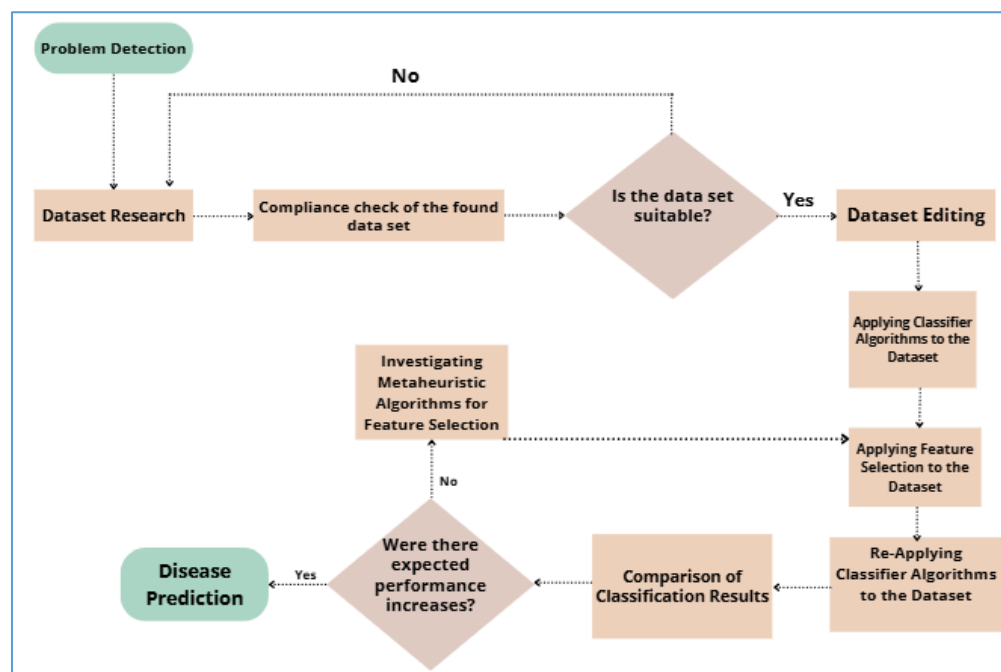 Problem Detection
No
Dataset Research
Compliance check of the found
data set
Is the data set
suitable?
Yes
Dataset Editing
Applying Classifier
Algorithms to the
Dataset
Investigating
Metaheuristic
Algorithms for
Feature Selection
Applying Feature
Selection to the
Dataset
No
Re-Applying
Classifier Algorithms
to the Dataset
Comparison of
Classification Results
Were there
expected
performance
increases?
Yes
Disease
Prediction